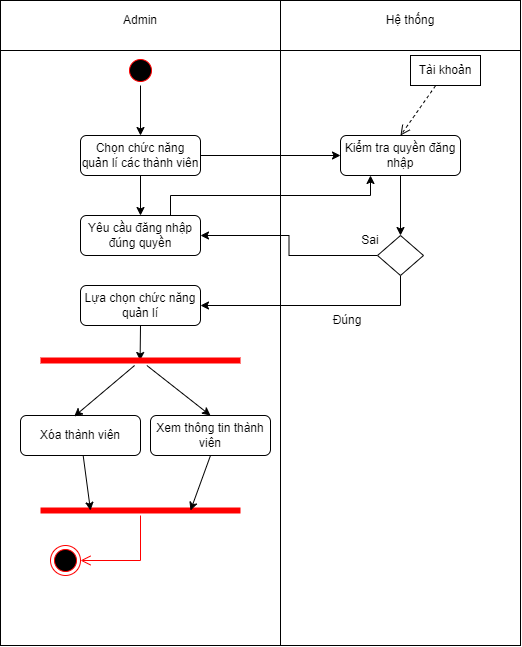 Admin
Hệ thống
Tài khoản
Chọn chức năng
quản lí các thành viên
Kiểm tra quyền đăng
nhập
Yêu cầu đăng nhập
đúng quyền
Sai
Lựa chọn chức năng
quản lí
Đúng
Xóa thành viên
Xem thông tin thành
viên